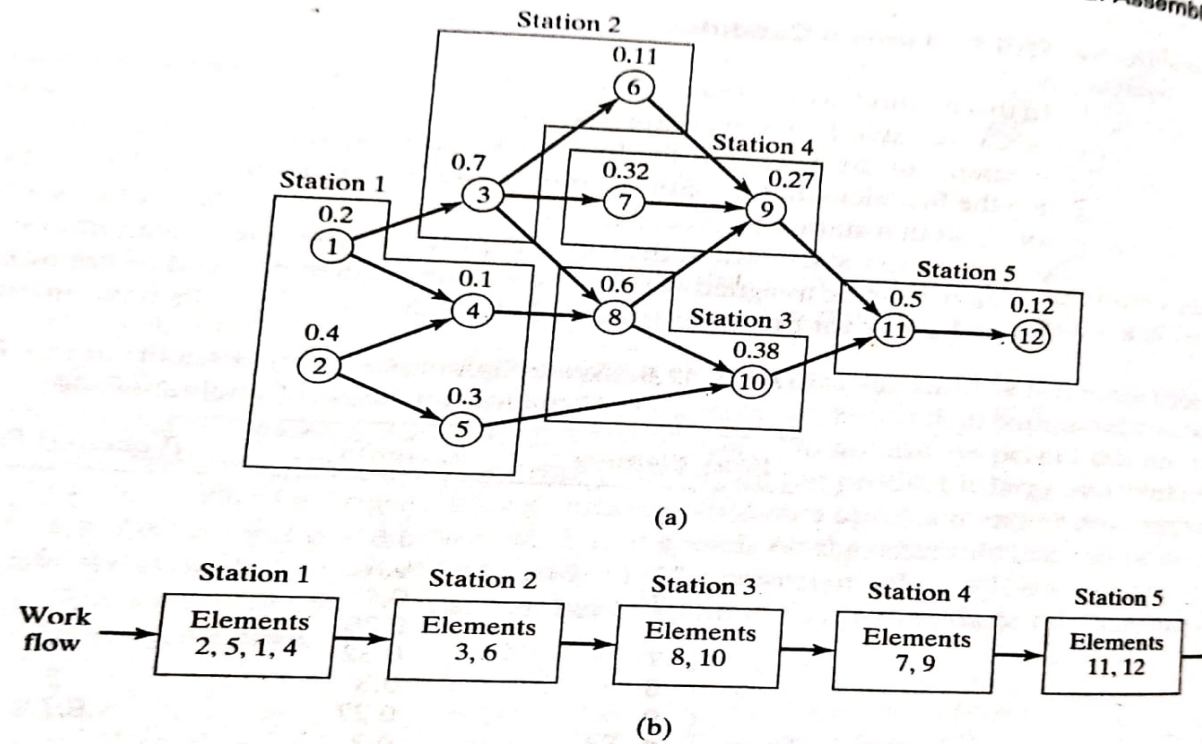 Assembl
Station 2
0.11
6
Station 4
0.7
0.32
0.27
Station 1
3
7
9
0.2
1
Station 5
0.1
0.6
0.5
0.12
4
8
Station 3
11
12
0.4
0.38
2
10
0.3
5
(a)
Station 1
Station 2
Station 3
Station 4
Station 5
Work
flow
Elements
2, 5, 1, 4
Elements
3, 6
Elements
8, 10
Elements
7, 9
Elements
11, 12
(b)